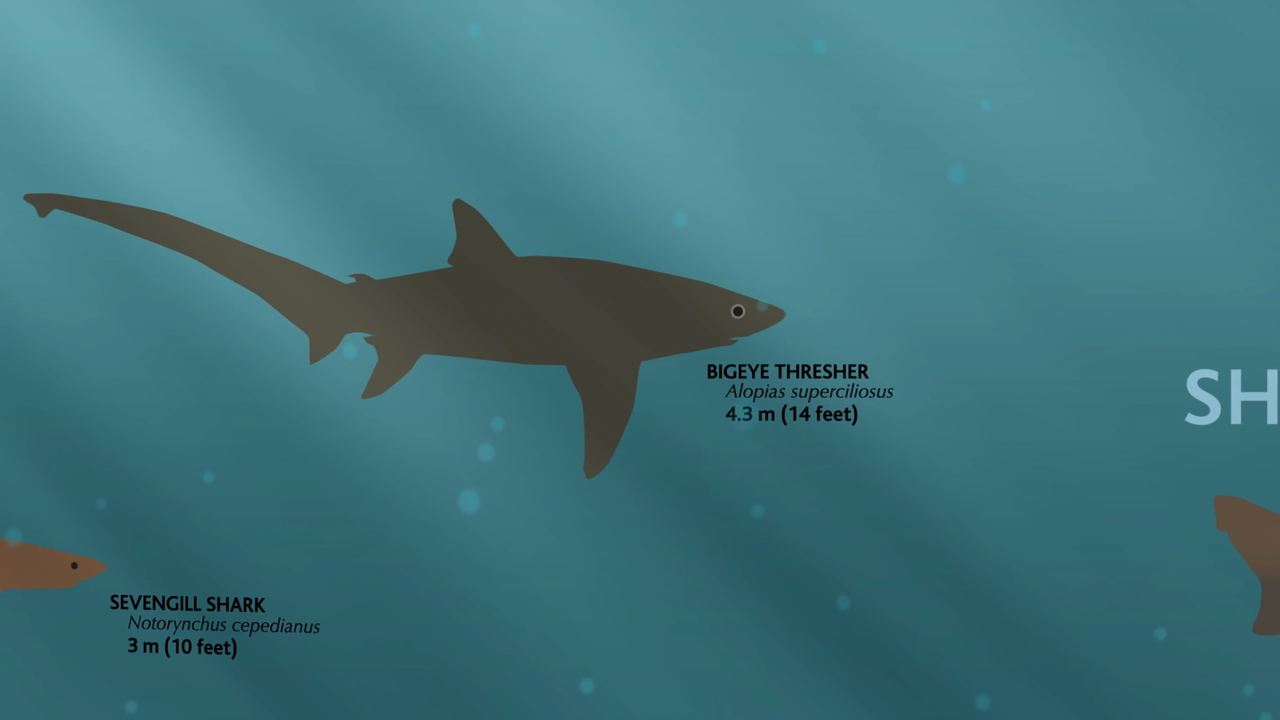 BIGEYE THRESHER
Alopias superciliosus
4.3 m (14 feet)
SH
SEVENGILL SHARK
Notorynchus cepedianus
3 m (10 feet)